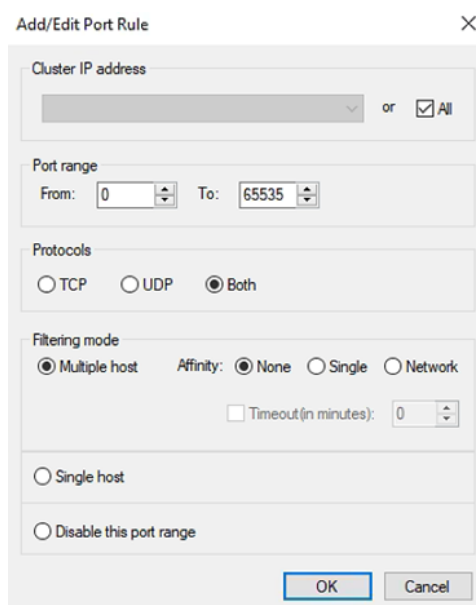 Add/Edit Port Rule
Cluster IP address
or All
Port range
From: 0 To: 65535
Protocols
TCP UDP Both
Filtering mode
Multiple host Affinity: None Single Network
Timeout(in minutes): 0
Single host
Disable this port range
OK Cancel